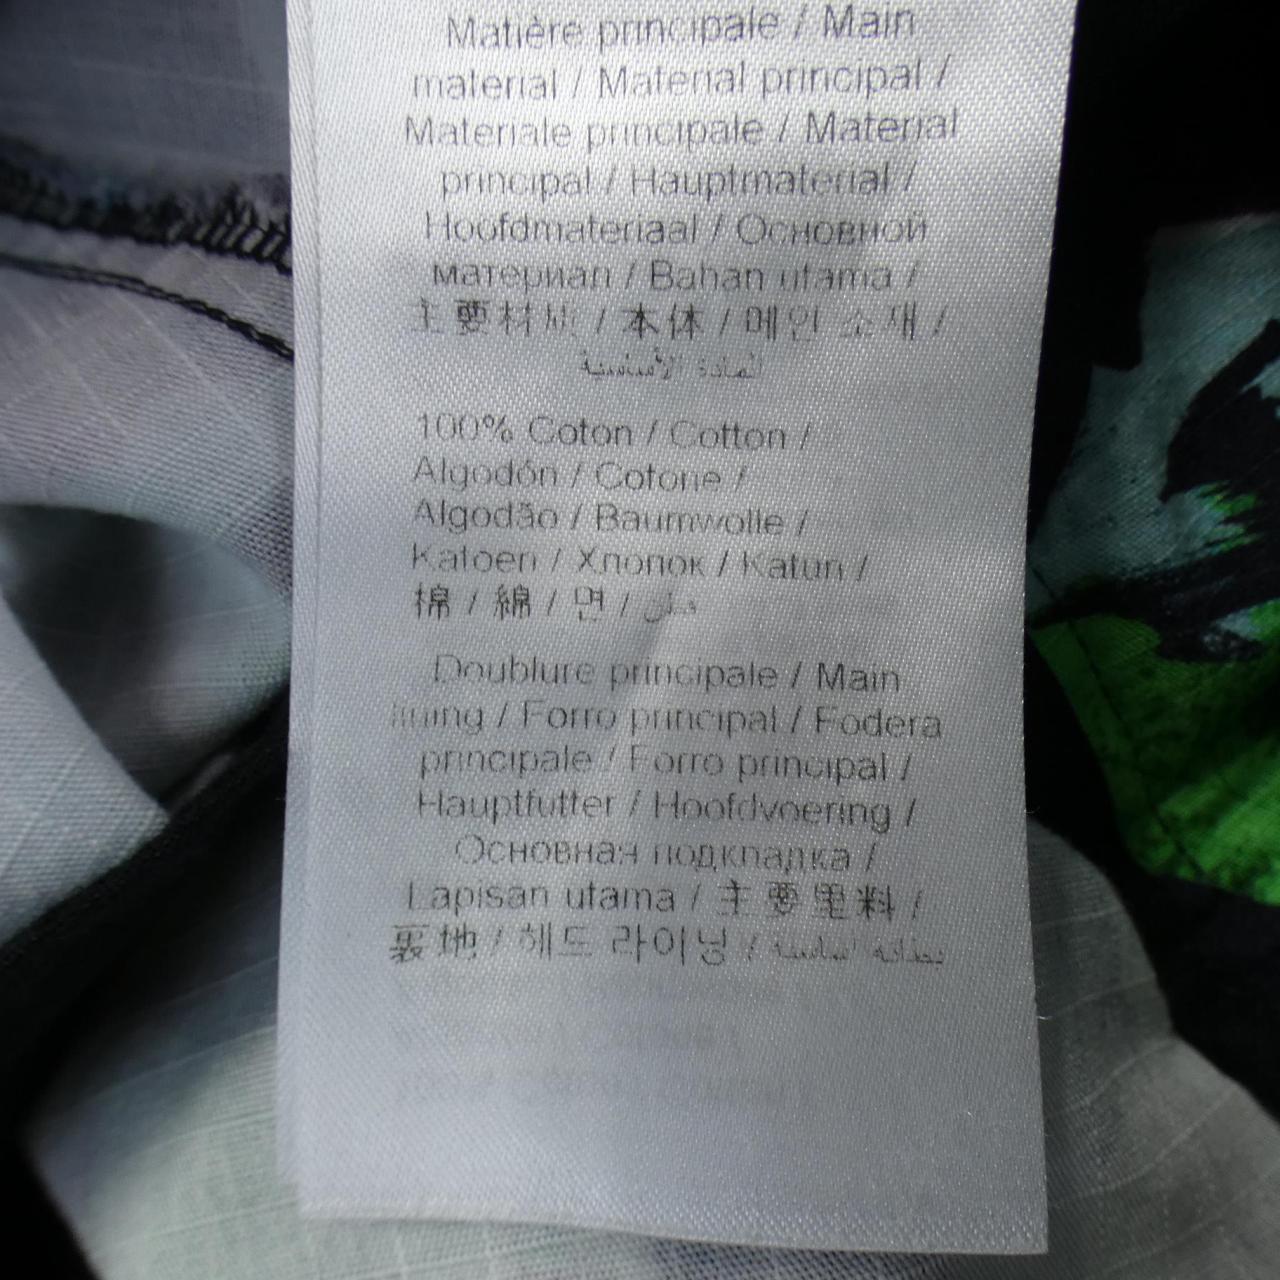 Matière principale / Main
material / Material principal /
Materiale principale / Material
principal / Hauptmaterial /
Hoofdmateriaal / Основной
материал / Bahan utama /
主要材质 / 本体 / 메인 소재 /
المادة الأساسية
100% Coton / Cotton /
Algodón / Cotone /
Algodão / Baumwolle /
Katoen / Хлопок / Katun /
棉 / 綿 / 면 / قطن
Doublure principale / Main
lining / Forro principal / Fodera
principale / Forro principal /
Hauptfutter / Hoofdvoering /
Основная подкладка /
Lapisan utama / 主要里料 /
裏地 / 헤드 라이닝 /